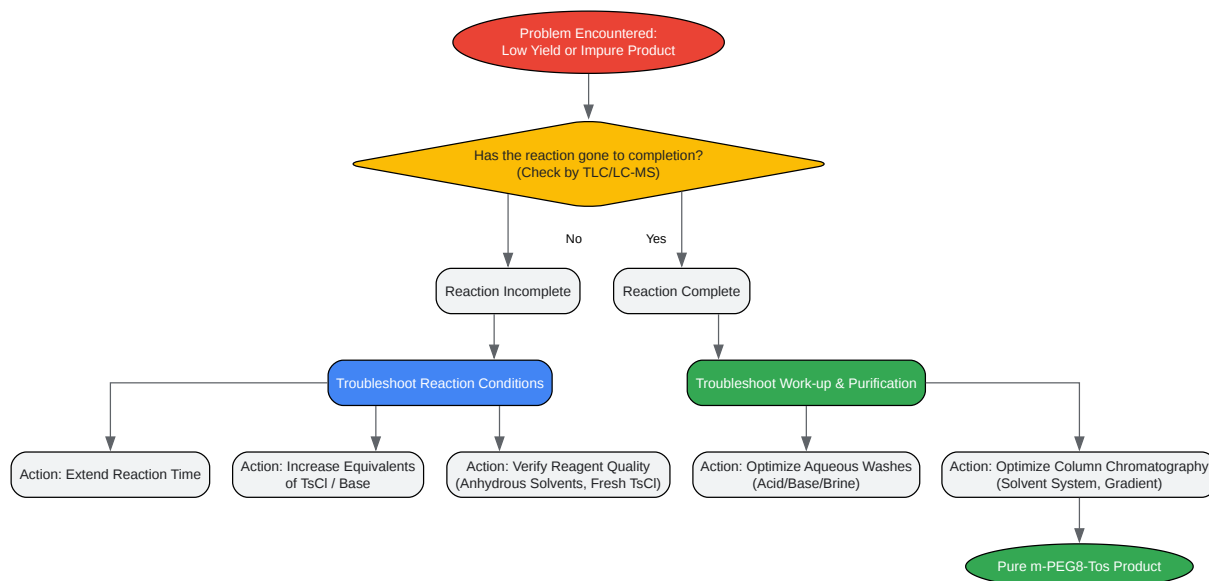 Problem Encountered:
Low Yield or Impure Product
Has the reaction gone to completion?
(Check by TLC/LC-MS)
No
Yes
Reaction Incomplete
Reaction Complete
Troubleshoot Reaction Conditions
Troubleshoot Work-up & Purification
Action: Extend Reaction Time
Action: Increase Equivalents
of TsCl / Base
Action: Verify Reagent Quality
(Anhydrous Solvents, Fresh TsCl)
Action: Optimize Aqueous Washes
(Acid/Base/Brine)
Action: Optimize Column Chromatography
(Solvent System, Gradient)
Pure m-PEG8-Tos Product